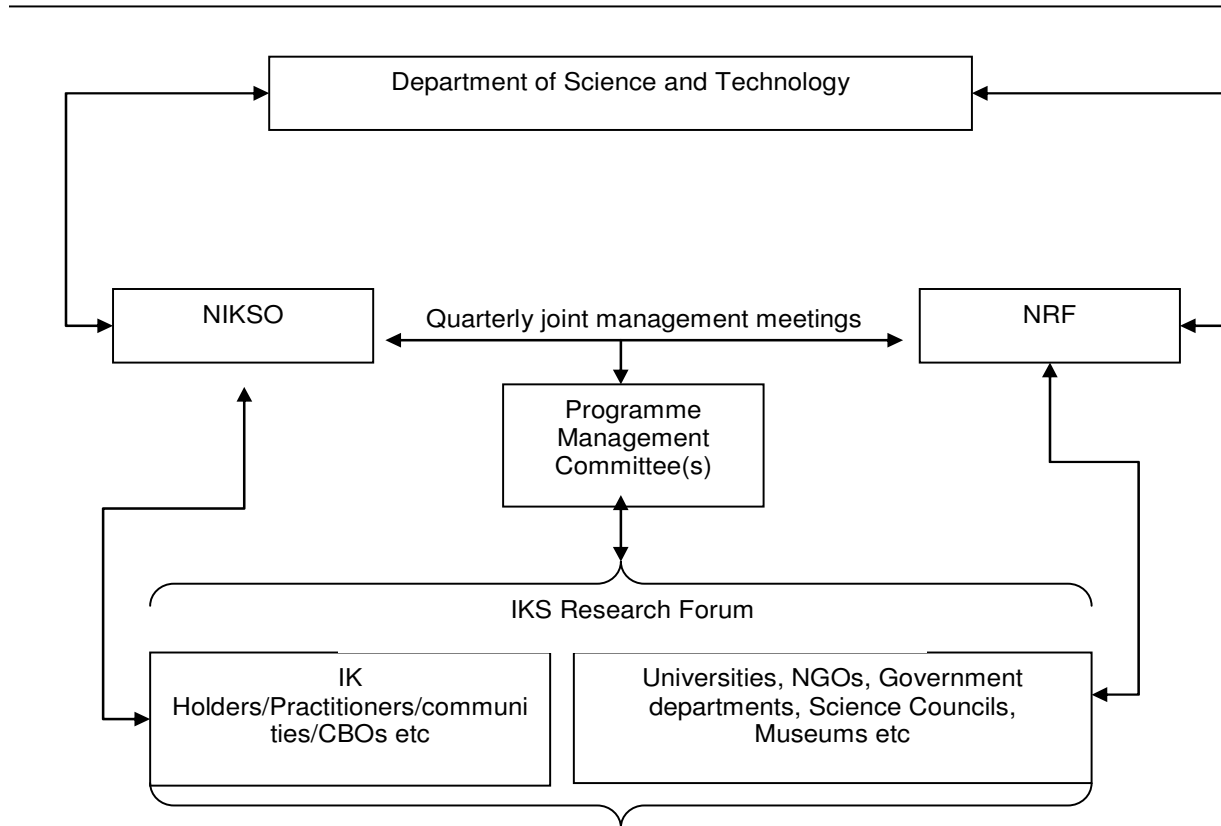 Department of Science and Technology
NIKSO
Quarterly joint management meetings
NRF
Programme
Management
Committee(s)
IKS Research Forum
IK
Holders/Practitioners/communi
ties/CBOs etc
Universities, NGOs, Government
departments, Science Councils,
Museums etc